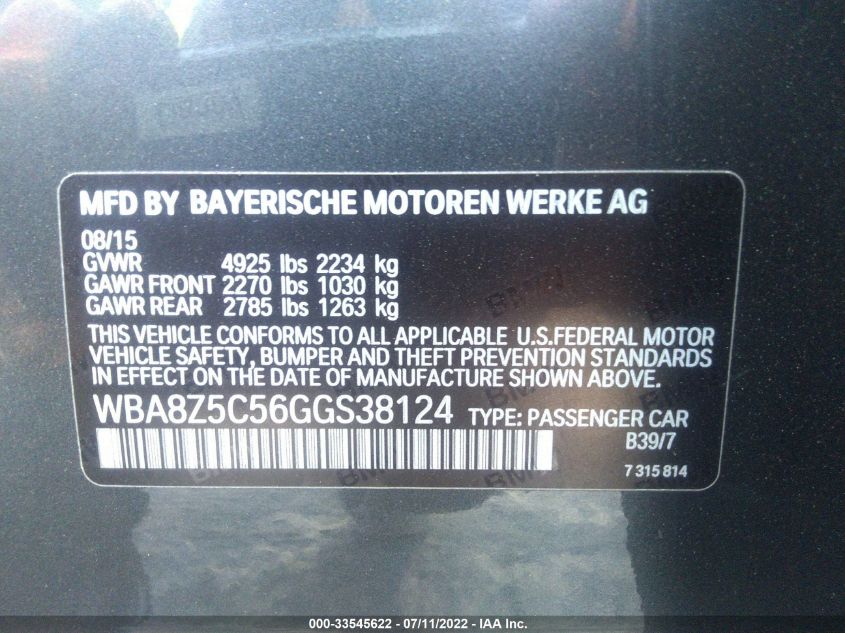 MFD BY BAYERISCHE MOTOREN WERKE AG
08/15
GVWR 4925 lbs 2234 kg
GAWR FRONT 2270 lbs 1030 kg
GAWR REAR 2785 lbs 1263 kg
THIS VEHICLE CONFORMS TO ALL APPLICABLE U.S.FEDERAL MOTOR
VEHICLE SAFETY, BUMPER AND THEFT PREVENTION STANDARDS
IN EFFECT ON THE DATE OF MANUFACTURE SHOWN ABOVE.
WBA8Z5C56GGS38124 TYPE: PASSENGER CAR
B39/7
7 315 814
000-33545622 / 07/11/2022 - IAA Inc.